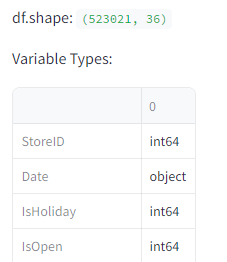 df.shape: (523021, 36)
Variable Types:
0
StoreID int64
Date object
IsHoliday int64
IsOpen int64